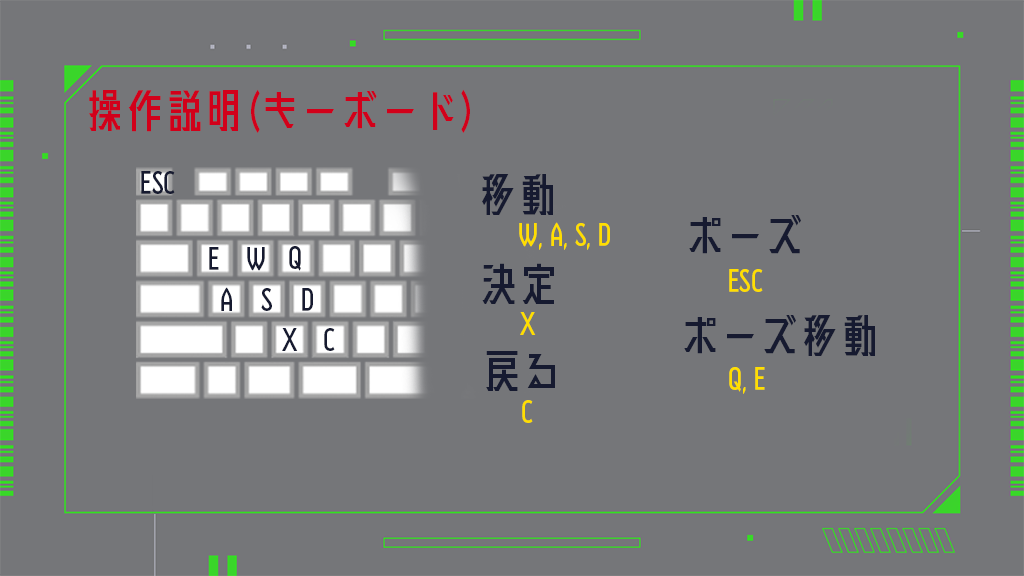 操作説明(キーボード)
ESC
E W Q
A S D
X C
移動
W, A, S, D
決定
X
戻る
C
ポーズ
ESC
ポーズ移動
Q, E